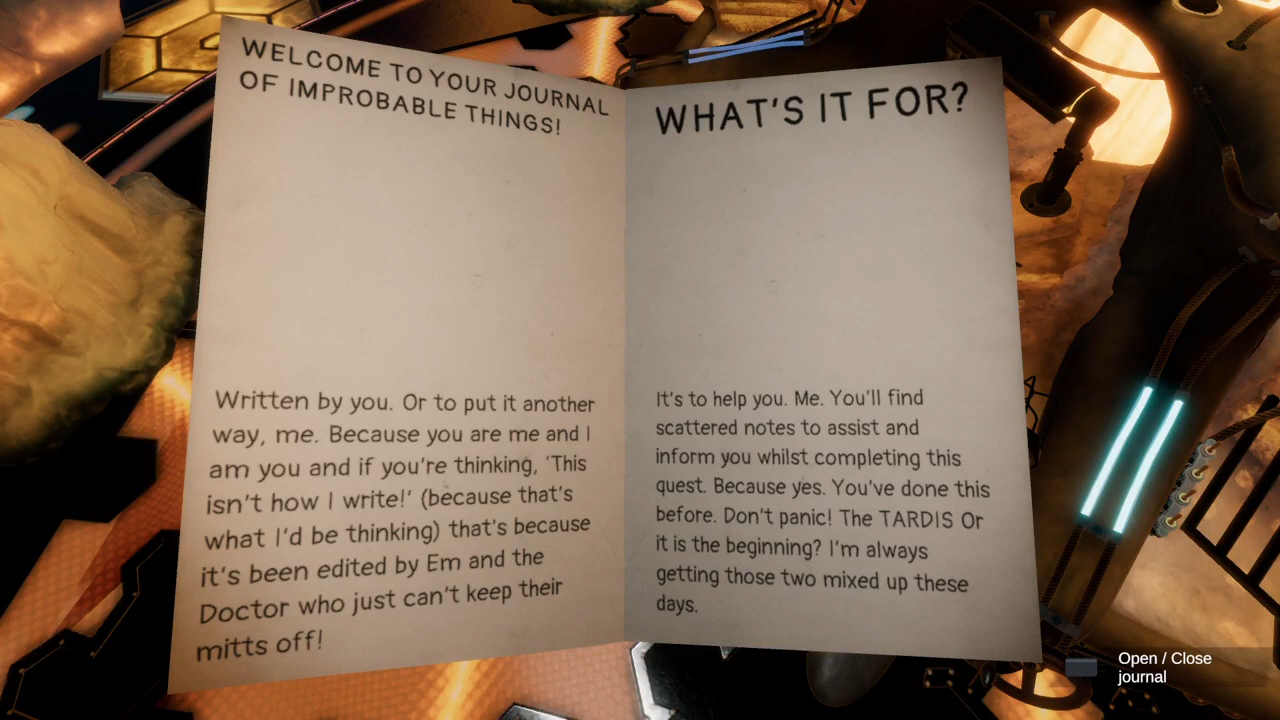 WELCOME TO YOUR JOURNAL
OF IMPROBABLE THINGS!
Written by you. Or to put it another
way, me. Because you are me and I
am you and if you're thinking, 'This
isn't how I write!' (because that's
what I'd be thinking) that's because
it's been edited by Em and the
Doctor who just can't keep their
mitts off!
WHAT'S IT FOR?
It's to help you. Me. You'll find
scattered notes to assist and
inform you whilst completing this
quest. Because yes. You've done this
before. Don't panic! The TARDIS Or
it is the beginning? I'm always
getting those two mixed up these
days.
Open / Close
journal